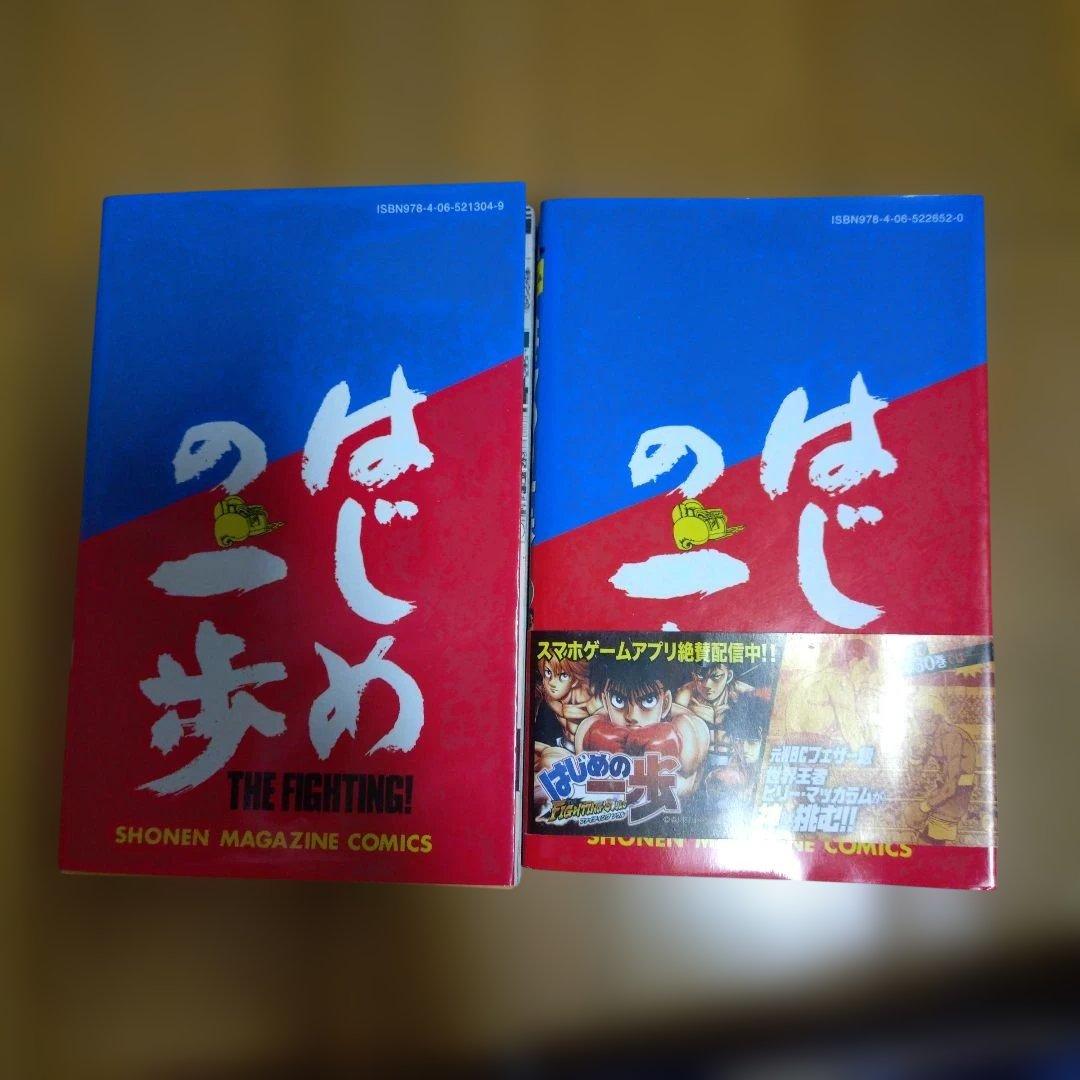 ISBN978-4-06-521304-9
はじめ
の一歩
THE FIGHTING!
SHONEN MAGAZINE COMICS
ISBN978-4-06-522652-0
はじ
の一
スマホゲームアプリ絶賛配信中!!
はじめの一歩
FIGHTING
元WBCフェザー級
世界王者
ビリー・マッカラムが
挑む!!
SHONEN MAGAZINE COMICS